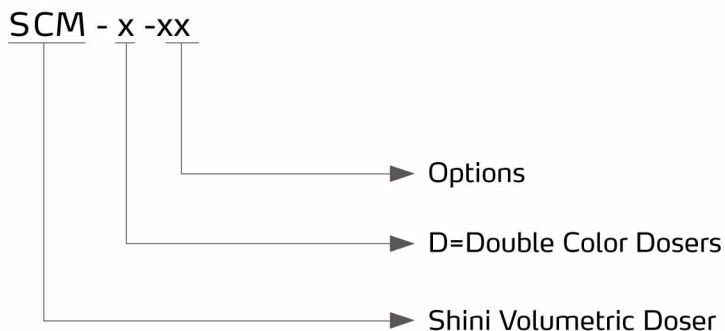 SCM - x -xx
Options
D=Double Color Dosers
Shini Volumetric Doser